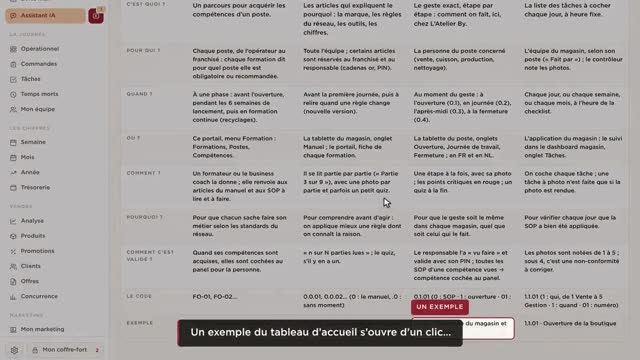 Assistant IA
1
LA JOURNÉE
Opérationnel
Commandes
Tâches
Temps morts
Mon équipe
LES CHIFFRES
Semaine
Mois
Année
Trésorerie
VENDRE
Analyse
Produits
Promotions
Clients
Offres
Concurrence
MARKETING
Mon marketing
Mon coffre-fort 2
C'EST QUOI ?
Un parcours pour acquérir les
compétences d'un poste.
Les articles qui expliquent le
pourquoi : la marque, les règles
du réseau, les outils, les
chiffres.
Le geste exact, étape par
étape : comment on fait, ici,
chez L'Atelier By.
La liste des tâches à cocher
chaque jour, à heure fixe.
POUR QUI ?
Chaque poste, de l'opérateur au
franchisé : chaque formation dit
pour quel poste elle est
obligatoire ou recommandée.
Toute l'équipe ; certains articles
sont réservés au franchisé et au
responsable (cadenas or, PIN).
La personne du poste concerné
(vente, cuisson, production,
nettoyage).
L'équipe du magasin, selon son
poste (« Fait par ») ; le contrôleur
note les photos.
QUAND ?
À une phase : avant l'ouverture,
pendant les 6 semaines de
lancement, puis en formation
continue (recyclages).
Avant la première journée, puis à
relire quand une règle change
(nouvelle version).
Au moment du geste : à
l'ouverture (0.1), en journée (0.2),
l'après-midi (0.3), à la fermeture
(0.4).
Chaque jour, ou chaque semaine,
ou chaque mois, à l'heure de la
checklist.
OÙ ?
Ce portail, menu Formation :
Formations, Postes,
Compétences.
La tablette du magasin, onglet
Manuel ; le portail, fiche de
chaque formation.
La tablette du poste, onglets
Ouverture, Journée de travail,
Fermeture ; en FR et en NL.
L'application du magasin ; le suivi
dans le dashboard magasin,
onglet Tâches.
COMMENT ?
Un formateur ou le business
coach la donne ; elle renvoie aux
articles du manuel et aux SOP à
lire et à faire.
Il se lit partie par partie (« Partie
3 sur 9 »), avec une photo par
partie et parfois un petit quiz.
Une étape à la fois, avec sa photo
; les points critiques en rouge ; un
quiz à la fin.
On coche chaque tâche ; une
tâche à photo n'est faite que si la
photo est rendue.
POURQUOI ?
Pour que chacun sache faire son
métier selon les standards du
réseau.
Pour comprendre avant d'agir :
on applique mieux une règle dont
on connaît la raison.
Pour que le geste soit le même
dans chaque magasin, quel que
soit celui qui le fait.
Pour vérifier chaque jour que la
SOP a bien été appliquée.
COMMENT C'EST
VALIDÉ ?
Quand ses compétences sont
acquises, elles sont cochées au
panel pour la personne.
« n sur N parties lues » ; le quiz,
s'il y en a un.
Le responsable l'a « vu faire » et
valide avec son PIN ; toutes les
SOP d'une compétence vues →
compétence cochée au panel.
Les photos sont notées de 1 à 5 ;
sous 4, c'est une non-conformité
à corriger.
LE CODE
FO-01, FO-02…
0.0.01, 0.0.02… (0 : le manuel, .0 :
sans moment)
0.1.01 (0 : SOP · 1 : ouverture · 01 :
1.1.01 (1 : qui, de 1 Vente à 5
Gestion · 1 : quand · 01 : numéro)
UN EXEMPLE
EXEMPLE
du magasin et
1.1.01 · Ouverture de la boutique
Un exemple du tableau d'accueil s'ouvre d'un clic…